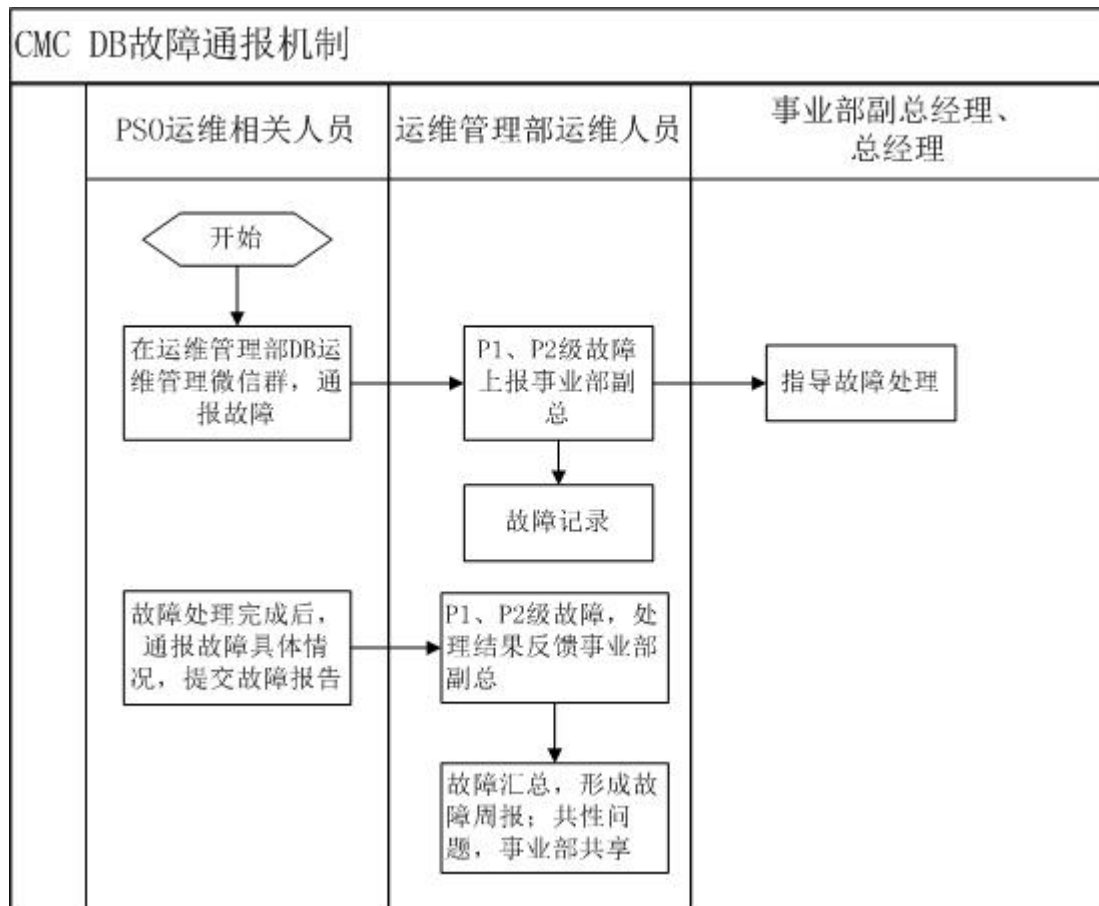 CMC DB故障通报机制
PSO运维相关人员
运维管理部运维人员
事业部副总经理、
总经理
开始
在运维管理部DB运
维管理微信群，通
报故障
P1、P2级故障
上报事业部副
总
指导故障处理
故障记录
故障处理完成后，
通报故障具体情
况，提交故障报告
P1、P2级故障，处
理结果反馈事业部
副总
故障汇总，形成故
障周报；共性问
题，事业部共享